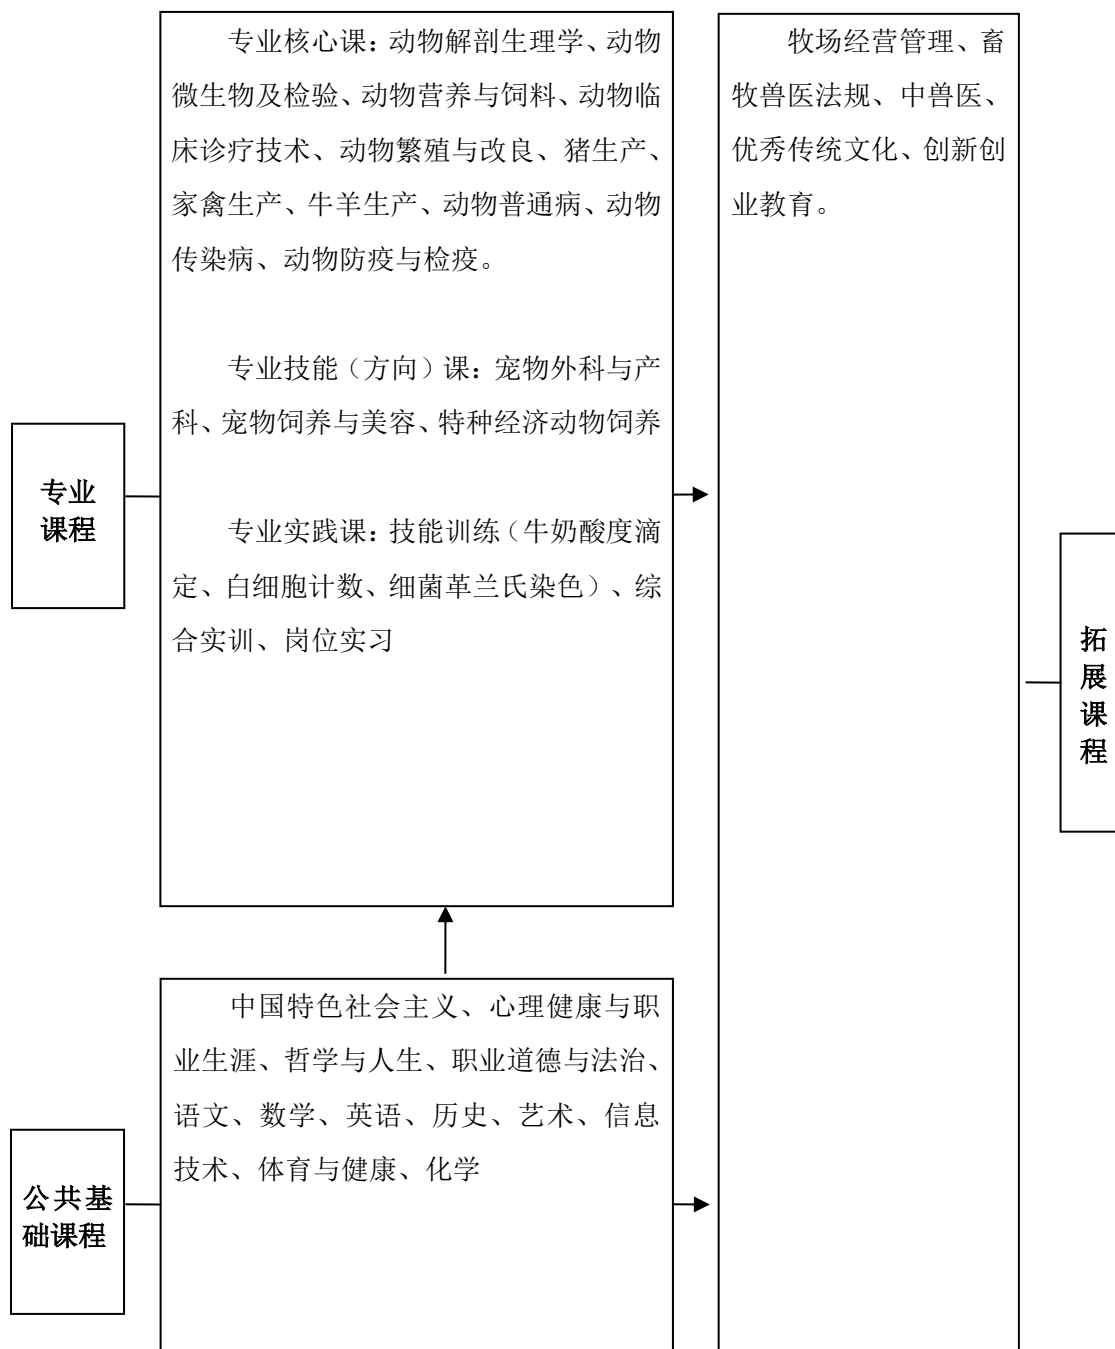 专业核心课：动物解剖生理学、动物
微生物及检验、动物营养与饲料、动物临
床诊疗技术、动物繁殖与改良、猪生产、
家禽生产、牛羊生产、动物普通病、动物
传染病、动物防疫与检疫。
专业技能（方向）课：宠物外科与产
科、宠物饲养与美容、特种经济动物饲养
专业实践课：技能训练（牛奶酸度滴
定、白细胞计数、细菌革兰氏染色）、综
合实训、岗位实习
专业
课程
牧场经营管理、畜
牧兽医法规、中兽医、
优秀传统文化、创新创
业教育。
拓
展
课
程
中国特色社会主义、心理健康与职
业生涯、哲学与人生、职业道德与法治、
语文、数学、英语、历史、艺术、信息
技术、体育与健康、化学
公共基
础课程